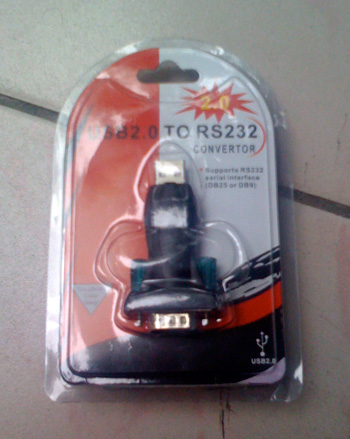 2.0
USB2.0 TO RS232
CONVERTOR
* Supports RS232
serial interface
(DB25 or DB9)
USB2.0